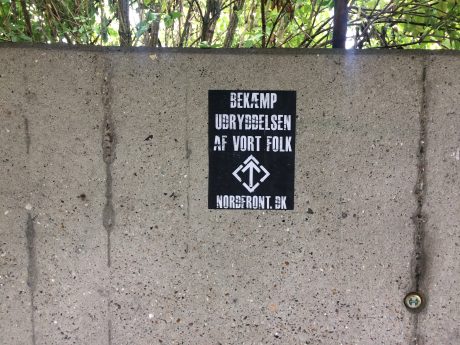 BEKÆMP
UDRYDDELSEN
AF VORT FOLK
NORDFRONT.DK